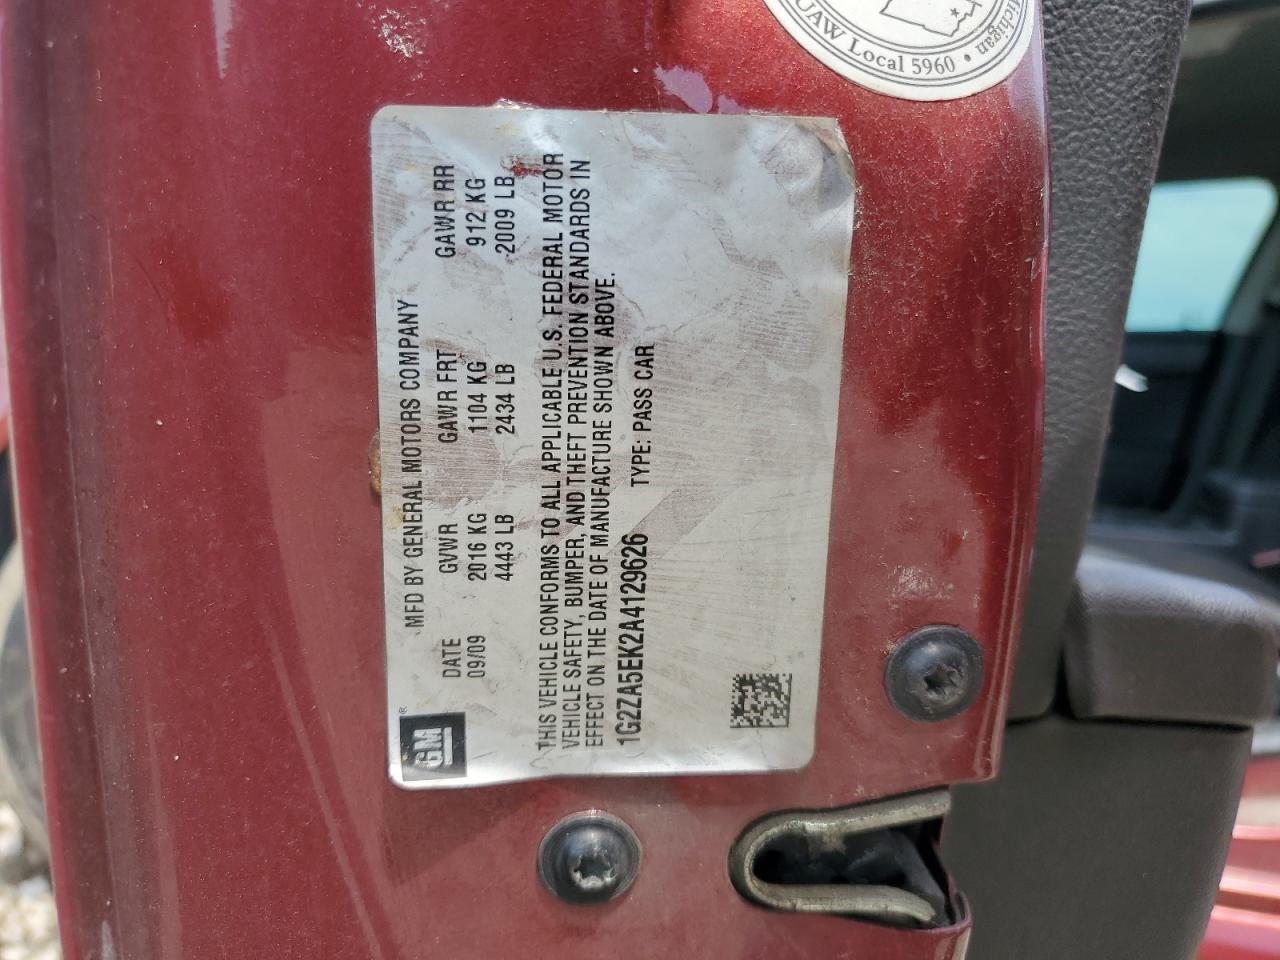 Michigan
UAW Local 5960 •
GM®
MFD BY GENERAL MOTORS COMPANY
DATE GVWR GAWR FRT GAWR RR
09/09 2016 KG 1104 KG 912 KG
4443 LB 2434 LB 2009 LB
THIS VEHICLE CONFORMS TO ALL APPLICABLE U.S. FEDERAL MOTOR
VEHICLE SAFETY, BUMPER, AND THEFT PREVENTION STANDARDS IN
EFFECT ON THE DATE OF MANUFACTURE SHOWN ABOVE.
1G2ZA5EK2A4129626 TYPE: PASS CAR